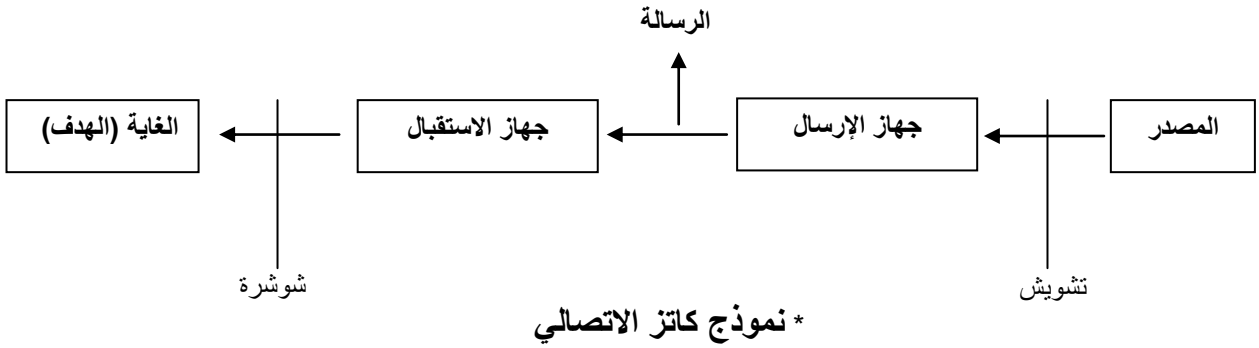 الرسالة
المصدر
جهاز الإرسال
جهاز الاستقبال
الغاية (الهدف)
تشويش
شوشرة
* نموذج كاتز الاتصالي